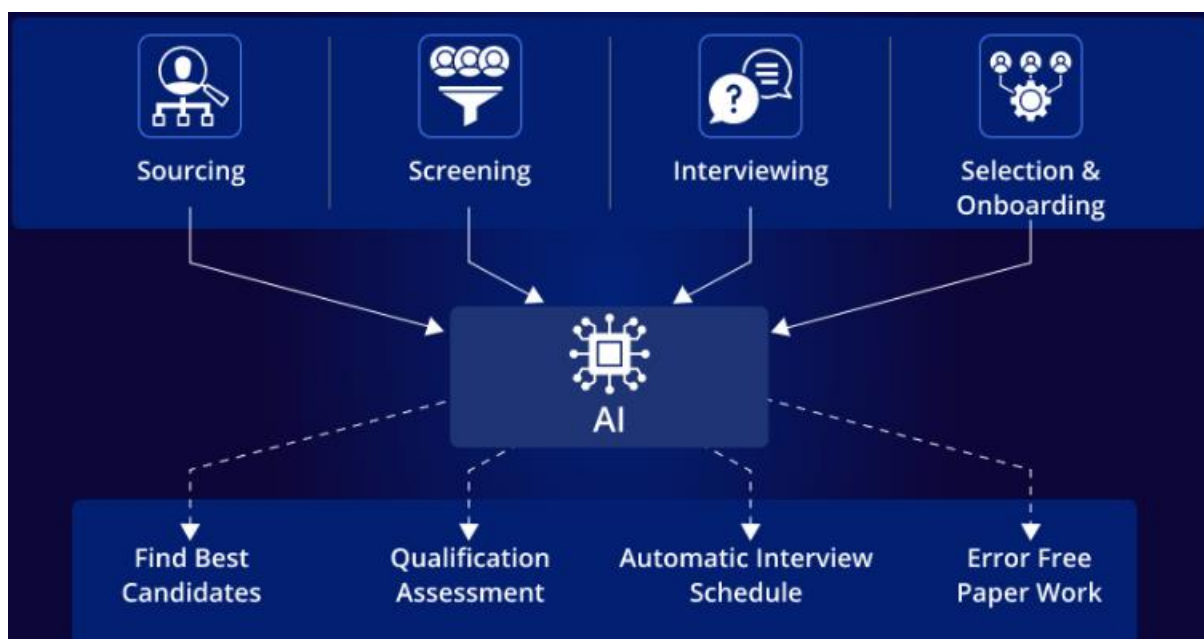 Sourcing
Screening
Interviewing
Selection &
Onboarding
AI
Find Best
Candidates
Qualification
Assessment
Automatic Interview
Schedule
Error Free
Paper Work